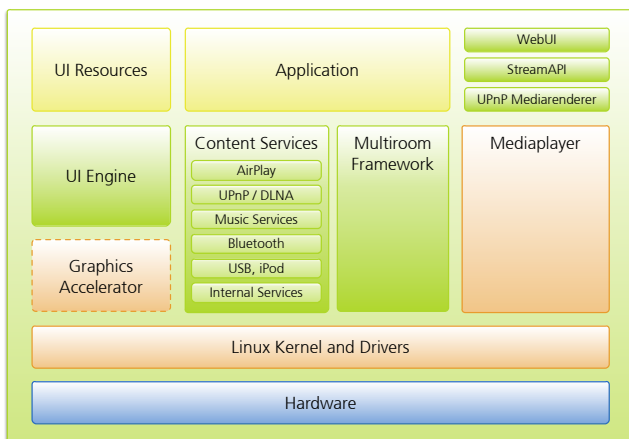 UI Resources
Application
WebUI
StreamAPI
UPnP Mediarenderer
UI Engine
Content Services
AirPlay
UPnP / DLNA
Music Services
Bluetooth
USB, iPod
Internal Services
Multiroom
Framework
Mediaplayer
Graphics
Accelerator
Linux Kernel and Drivers
Hardware